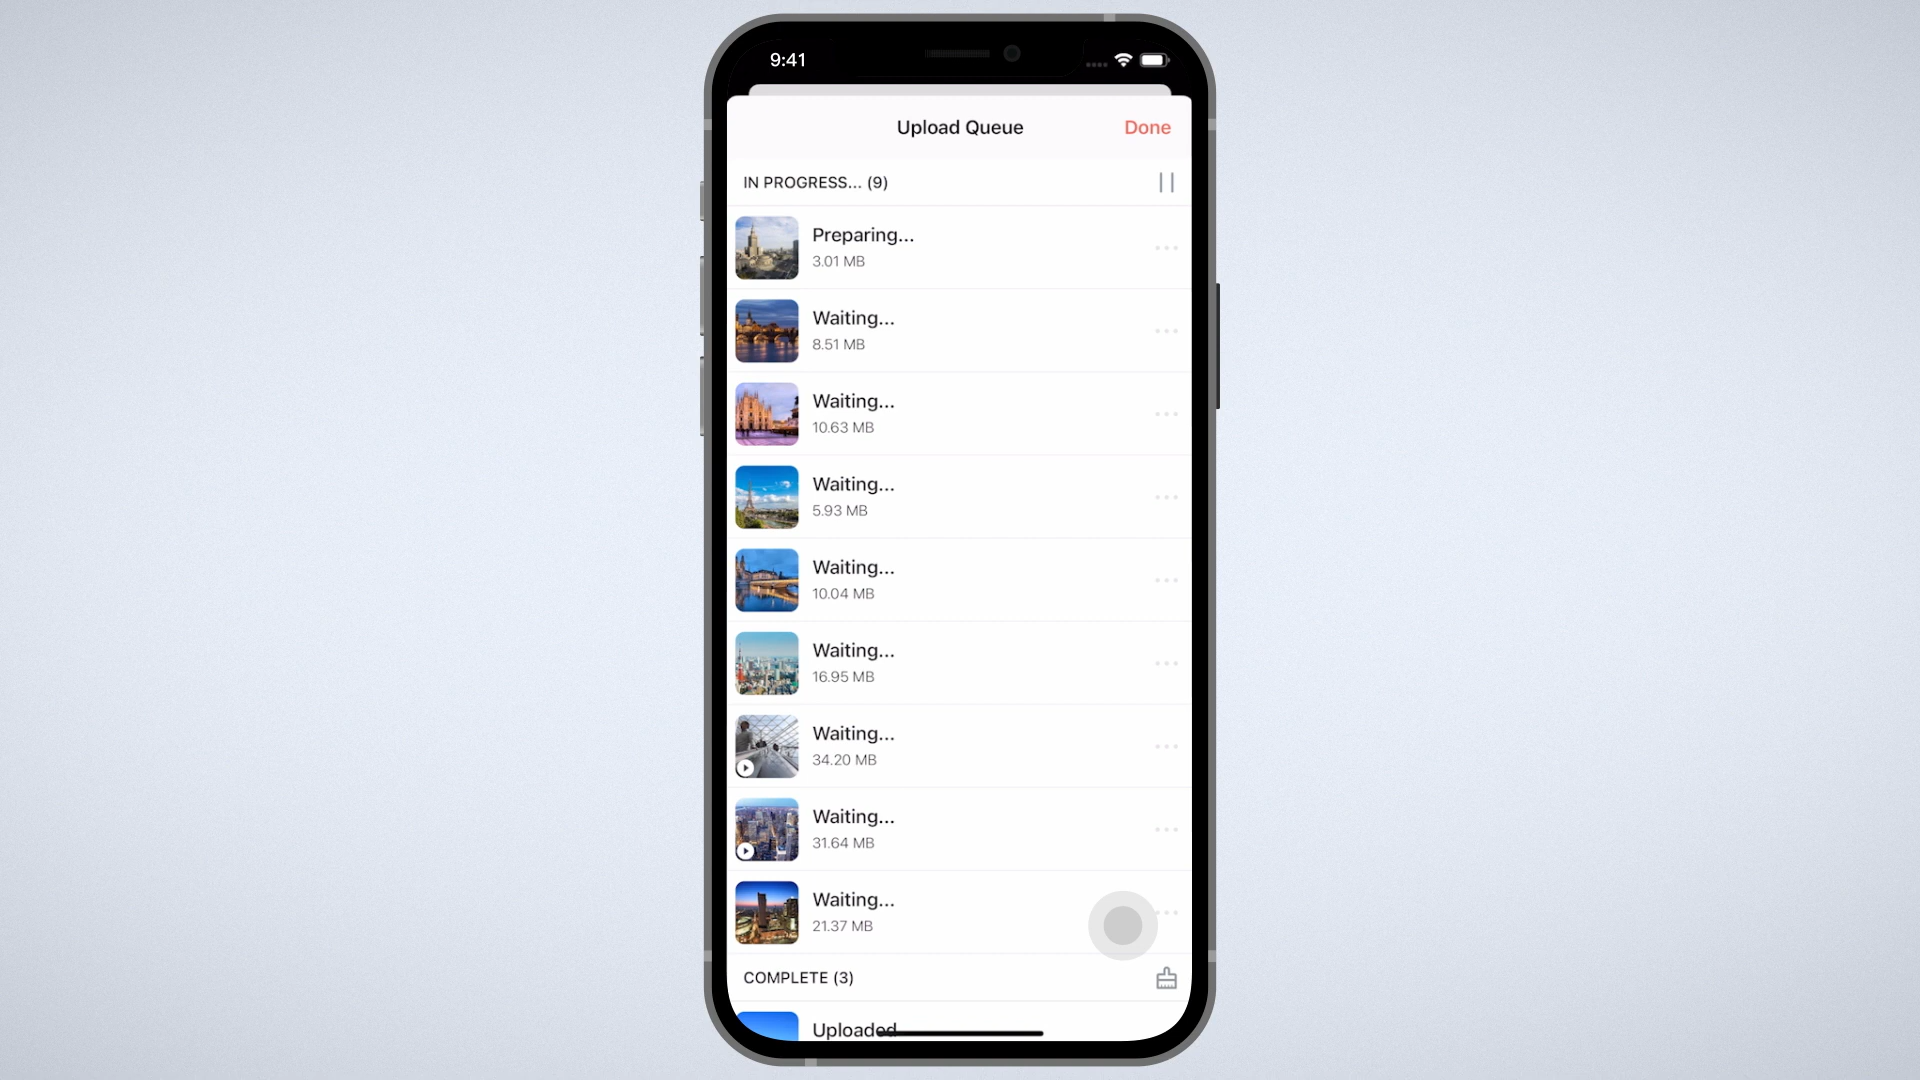 9:41
Upload Queue
Done
IN PROGRESS... (9)
Preparing...
3.01 MB
Waiting...
8.51 MB
Waiting...
10.63 MB
Waiting...
5.93 MB
Waiting...
10.04 MB
Waiting...
16.95 MB
Waiting...
34.20 MB
Waiting...
31.64 MB
Waiting...
21.37 MB
COMPLETE (3)
Uploaded